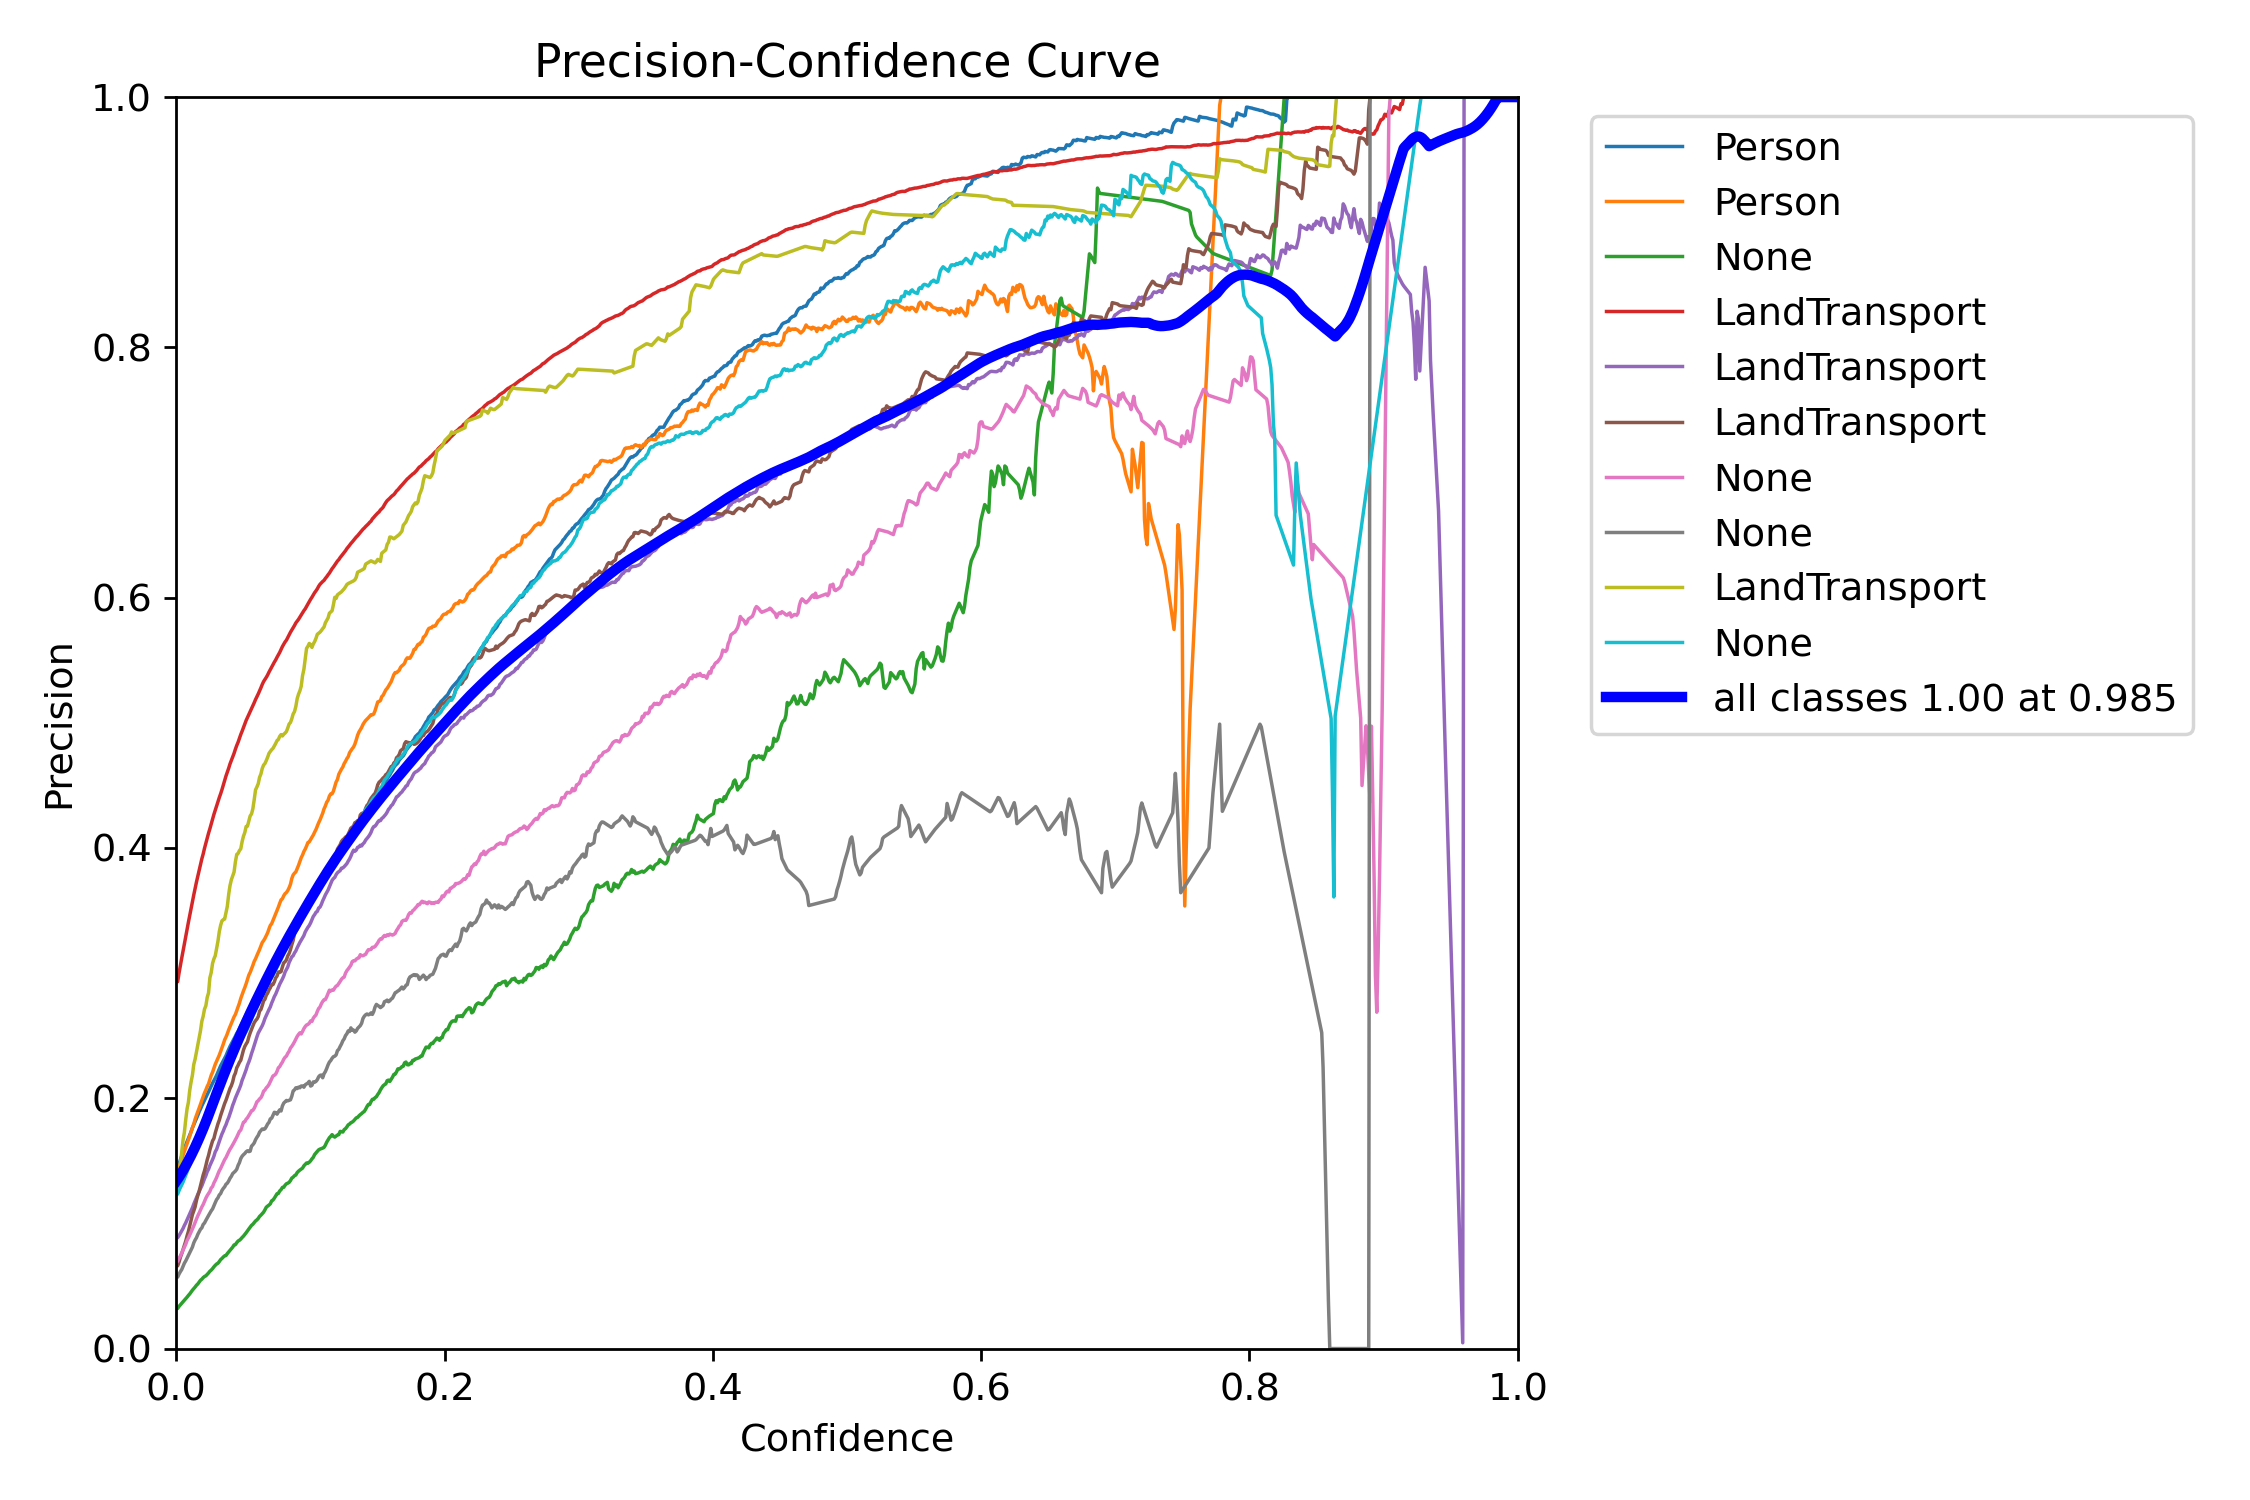 Precision-Confidence Curve
1.0
0.8
0.6
0.4
0.2
0.0
Precision
0.0 0.2 0.4 0.6 0.8 1.0
Confidence
Person
Person
None
LandTransport
LandTransport
LandTransport
None
None
LandTransport
None
all classes 1.00 at 0.985